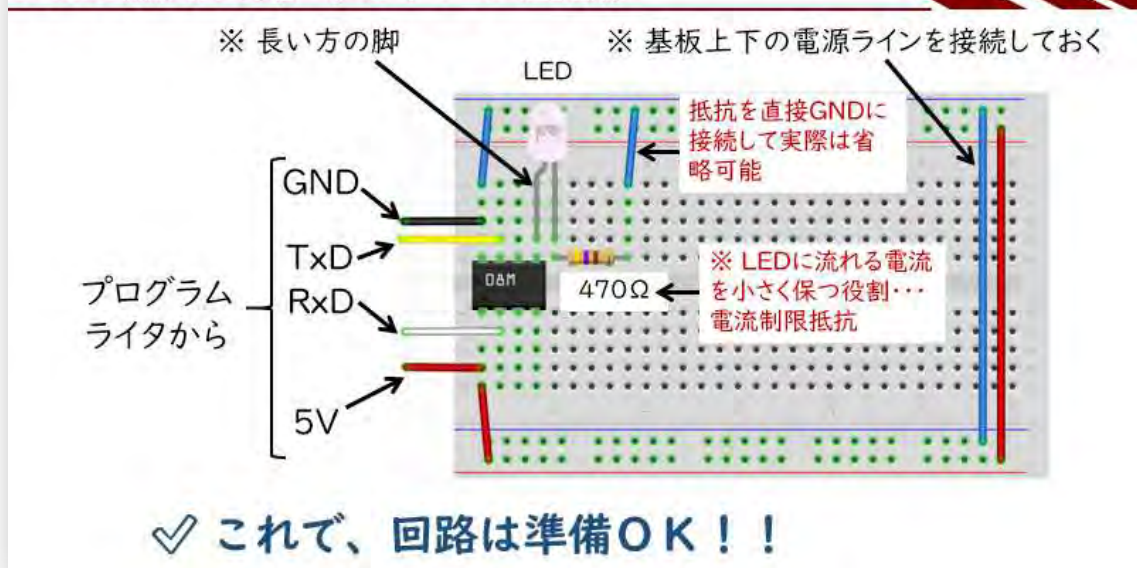 ※ 長い方の脚
※ 基板上下の電源ラインを接続しておく
LED
抵抗を直接GNDに
接続して実際は省
略可能
GND
TxD
プログラム
ライタから
RxD
5V
08M
470Ω
※ LEDに流れる電流
を小さく保つ役割･･･
電流制限抵抗
これで、回路は準備OK！！